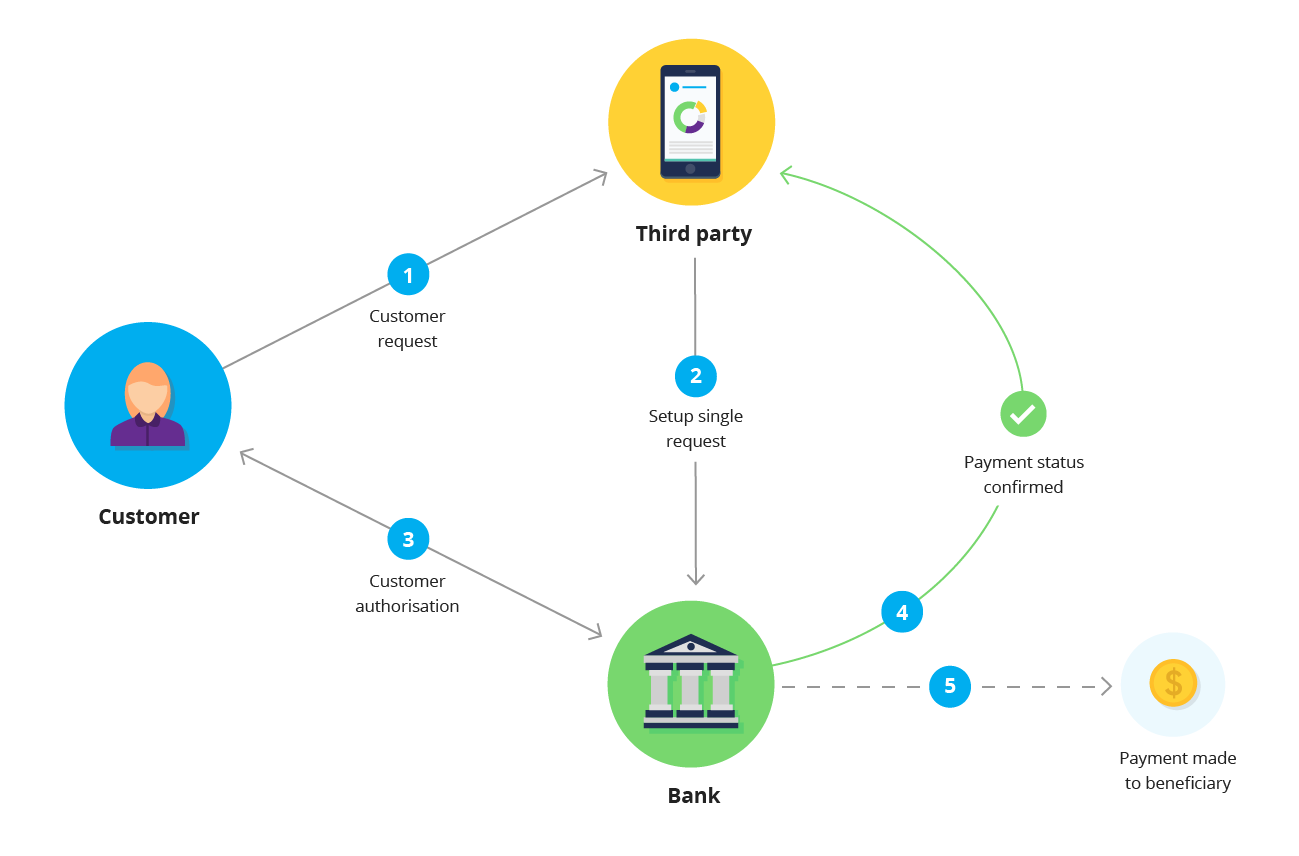 Third party
1
Customer
request
2
Setup single
request
Payment status
confirmed
Customer
3
Customer
authorisation
4
5
$
Payment made
to beneficiary
Bank